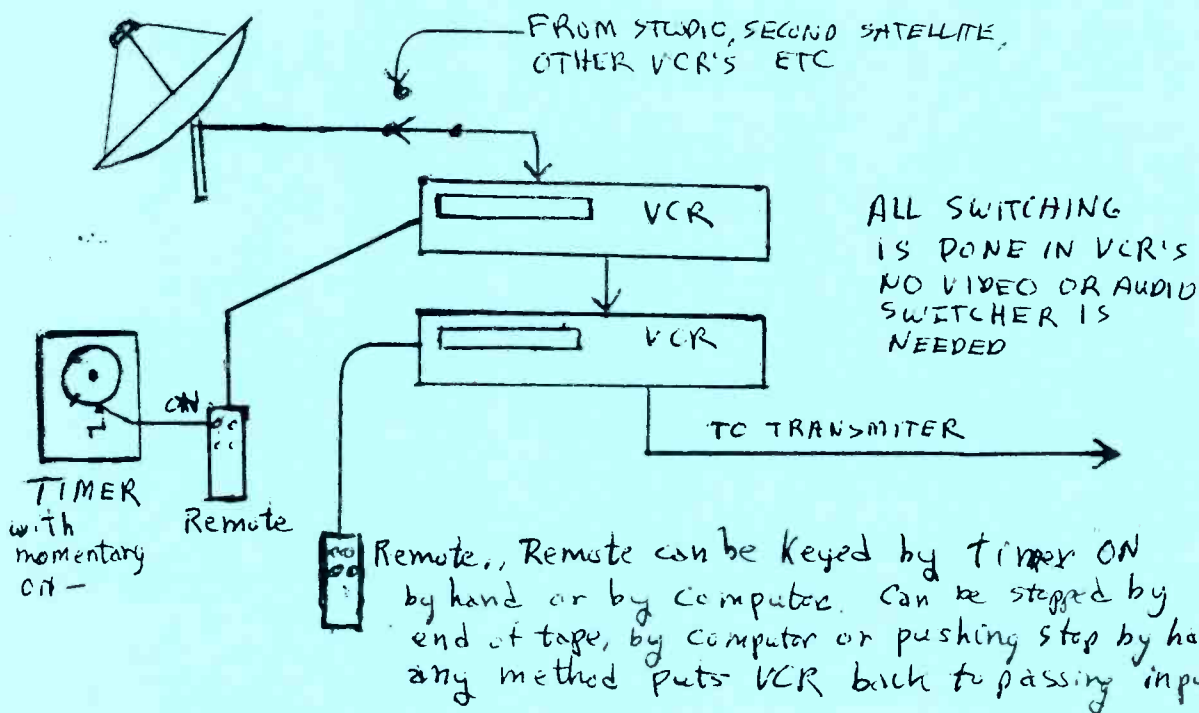 FROM STUDIO, SECOND SATELLITE,
OTHER VCR'S ETC
VCR
ALL SWITCHING
IS DONE IN VCR'S
NO VIDEO OR AUDIO
SWITCHER IS
NEEDED
VCR
ON
TO TRANSMITER
TIMER
with
momentary
on -
Remote
Remote,, Remote can be keyed by timer ON
by hand or by computer. Can be stopped by
end of tape, by computer or pushing stop by ha
any method puts VCR back to passing inpu